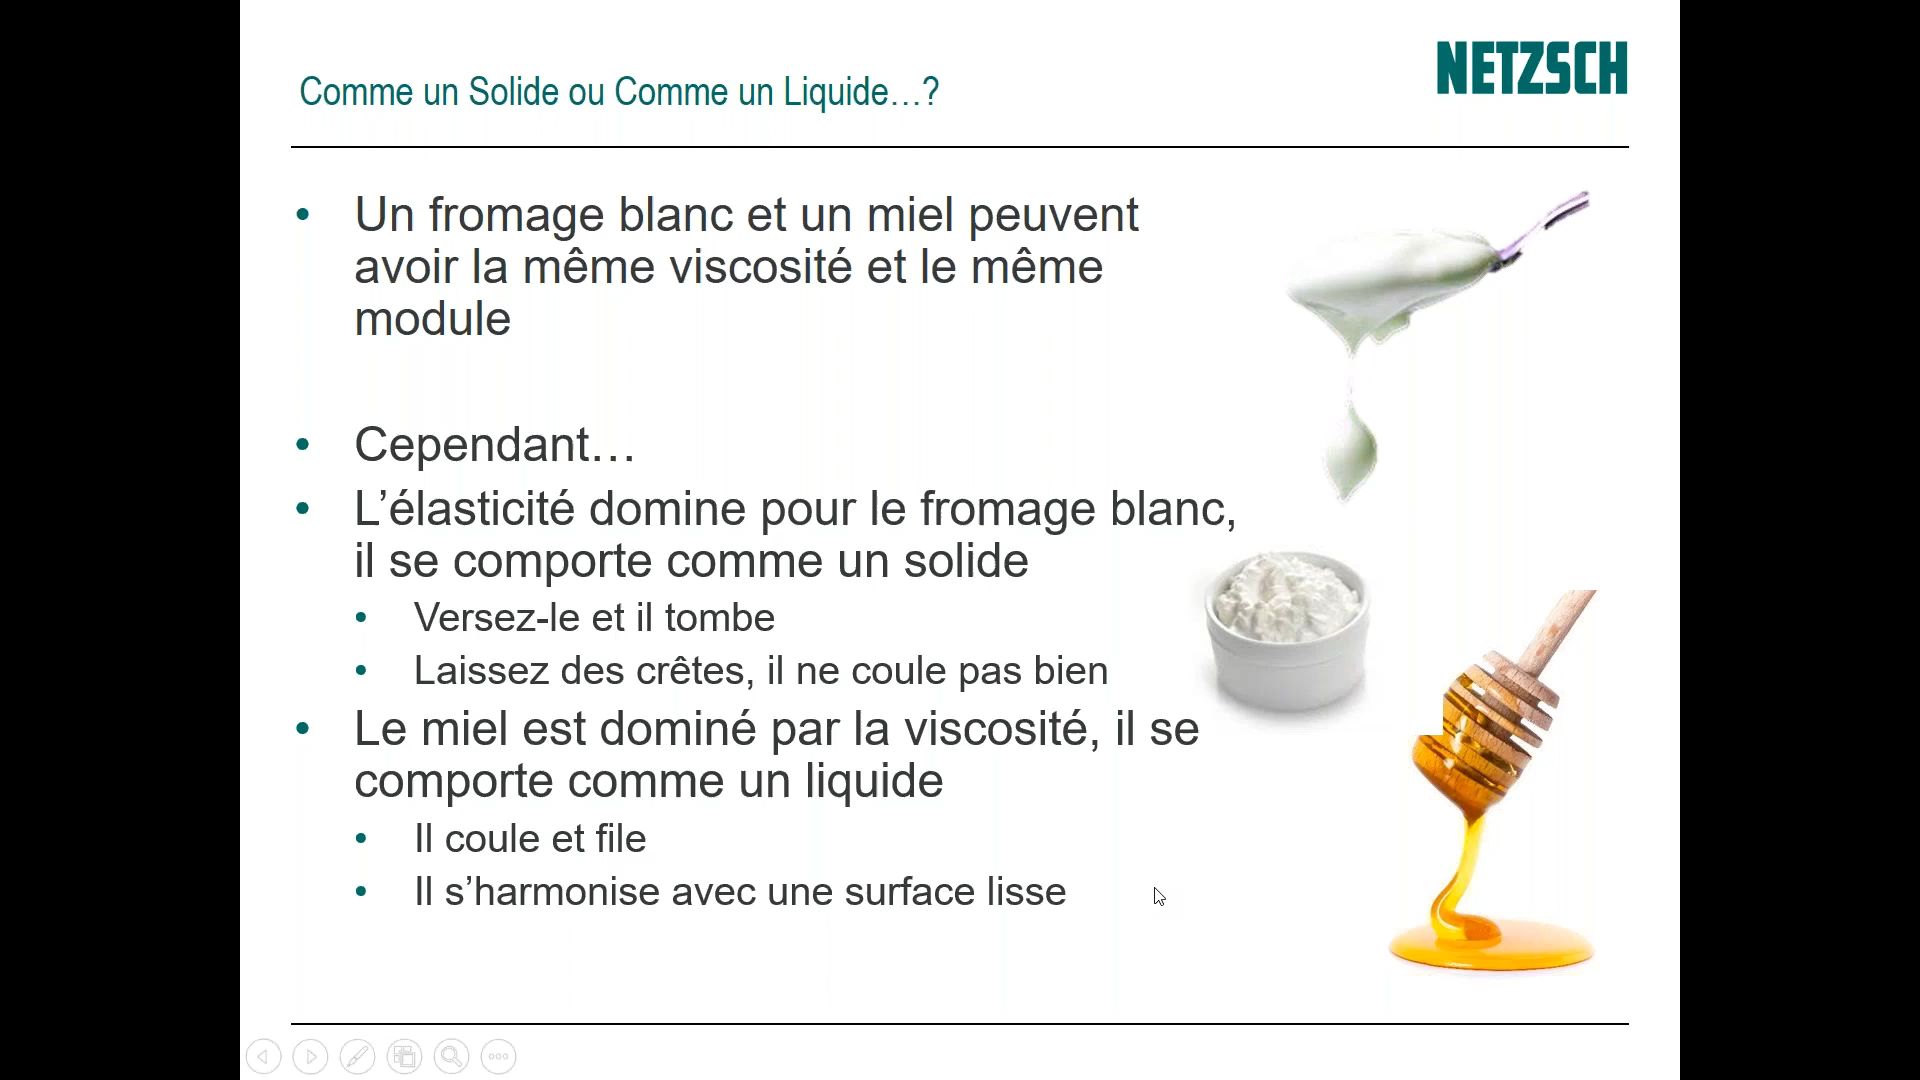 Comme un Solide ou Comme un Liquide…?
NETZSCH
• Un fromage blanc et un miel peuvent
avoir la même viscosité et le même
module
• Cependant…
• L’élasticité domine pour le fromage blanc,
il se comporte comme un solide
• Versez-le et il tombe
• Laissez des crêtes, il ne coule pas bien
• Le miel est dominé par la viscosité, il se
comporte comme un liquide
• Il coule et file
• Il s’harmonise avec une surface lisse